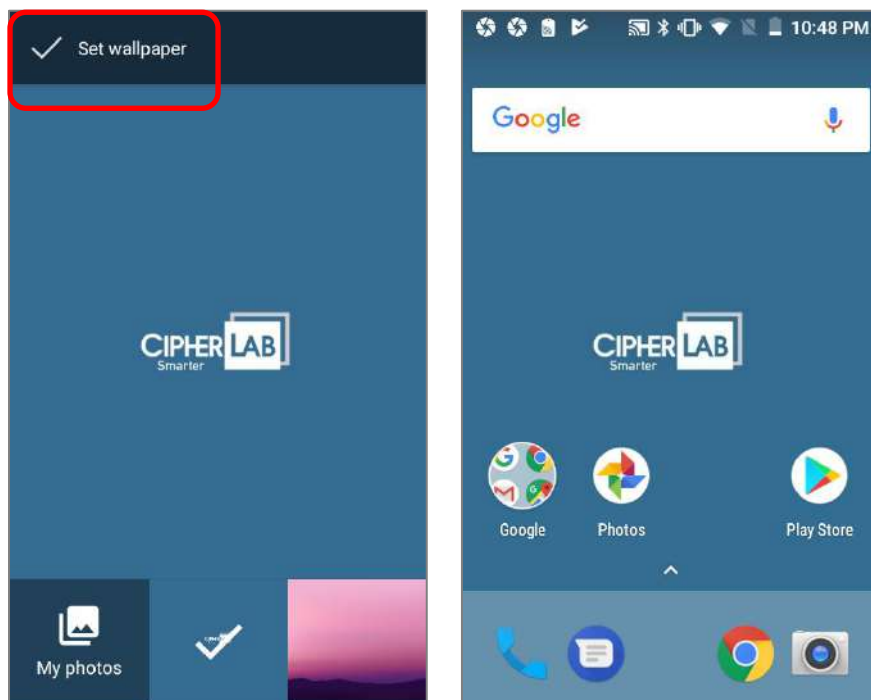 Set wallpaper
CIPHERLAB
Smarter
My photos
10:48 PM
Google
CIPHERLAB
Smarter
Google
Photos
Play Store